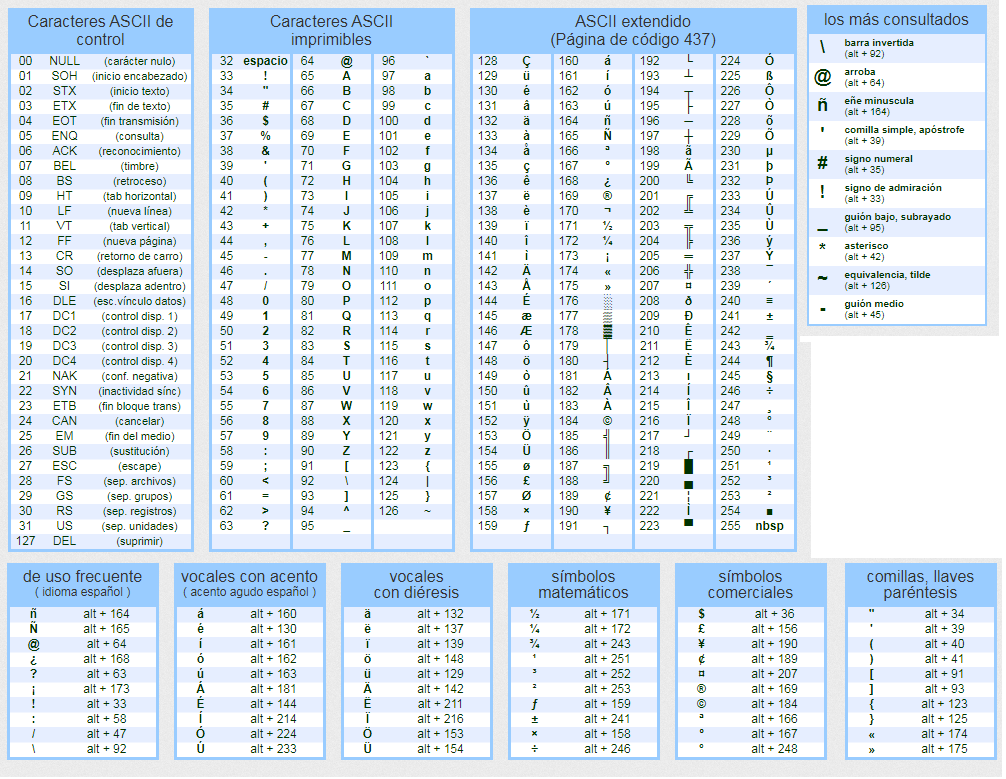 Caracteres ASCII de
control
00 NULL (carácter nulo)
01 SOH (inicio encabezado)
02 STX (inicio texto)
03 ETX (fin de texto)
04 EOT (fin transmisión)
05 ENQ (consulta)
06 ACK (reconocimiento)
07 BEL (timbre)
08 BS (retroceso)
09 HT (tab horizontal)
10 LF (nueva línea)
11 VT (tab vertical)
12 FF (nueva página)
13 CR (retorno de carro)
14 SO (desplaza afuera)
15 SI (desplaza adentro)
16 DLE (esc.vínculo datos)
17 DC1 (control disp. 1)
18 DC2 (control disp. 2)
19 DC3 (control disp. 3)
20 DC4 (control disp. 4)
21 NAK (conf. negativa)
22 SYN (inactividad sínc)
23 ETB (fin bloque trans)
24 CAN (cancelar)
25 EM (fin del medio)
26 SUB (sustitución)
27 ESC (escape)
28 FS (sep. archivos)
29 GS (sep. grupos)
30 RS (sep. registros)
31 US (sep. unidades)
127 DEL (suprimir)
Caracteres ASCII
imprimibles
32 espacio 64 @ 96 `
33 ! 65 A 97 a
34 " 66 B 98 b
35 # 67 C 99 c
36 $ 68 D 100 d
37 % 69 E 101 e
38 & 70 F 102 f
39 ' 71 G 103 g
40 ( 72 H 104 h
41 ) 73 I 105 i
42 * 74 J 106 j
43 + 75 K 107 k
44 , 76 L 108 l
45 - 77 M 109 m
46 . 78 N 110 n
47 / 79 O 111 o
48 0 80 P 112 p
49 1 81 Q 113 q
50 2 82 R 114 r
51 3 83 S 115 s
52 4 84 T 116 t
53 5 85 U 117 u
54 6 86 V 118 v
55 7 87 W 119 w
56 8 88 X 120 x
57 9 89 Y 121 y
58 : 90 Z 122 z
59 ; 91 [ 123 {
60 < 92 \ 124 |
61 = 93 ] 125 }
62 > 94 ^ 126 ~
63 ? 95 _
ASCII extendido
(Página de código 437)
128 Ç 160 á 192 └ 224 Ó
129 ü 161 í 193 ┴ 225 ß
130 é 162 ó 194 ┬ 226 Ô
131 â 163 ú 195 ├ 227 Ò
132 ä 164 ñ 196 ─ 228 õ
133 à 165 Ñ 197 ┼ 229 Õ
134 å 166 ª 198 ã 230 µ
135 ç 167 º 199 Ã 231 þ
136 ê 168 ¿ 200 ╚ 232 Þ
137 ë 169 ® 201 ╔ 233 Ú
138 è 170 ¬ 202 ╩ 234 Û
139 ï 171 ½ 203 ╦ 235 Ù
140 î 172 ¼ 204 ╠ 236 ý
141 ì 173 ¡ 205 ═ 237 Ý
142 Ä 174 « 206 ╬ 238 ¯
143 Å 175 » 207 ¤ 239 ´
144 É 176 ░ 208 ð 240 ≡
145 æ 177 ▒ 209 Ð 241 ±
146 Æ 178 ▓ 210 Ê 242 ‗
147 ô 179 │ 211 Ë 243 ¾
148 ö 180 ┤ 212 È 244 ¶
149 ò 181 Á 213 ı 245 §
150 û 182 Â 214 Í 246 ÷
151 ù 183 À 215 Î 247 ¸
152 ÿ 184 © 216 Ï 248 °
153 Ö 185 ╣ 217 ┘ 249 ¨
154 Ü 186 ║ 218 ┌ 250 ·
155 ø 187 ╗ 219 █ 251 ¹
156 £ 188 ╝ 220 ▄ 252 ³
157 Ø 189 ¢ 221 ¦ 253 ²
158 × 190 ¥ 222 Ì 254 ■
159 ƒ 191 ┐ 223 ▀ 255 nbsp
los más consultados
\ barra invertida
(alt + 92)
@ arroba
(alt + 64)
ñ eñe minuscula
(alt + 164)
' comilla simple, apóstrofe
(alt + 39)
# signo numeral
(alt + 35)
! signo de admiración
(alt + 33)
_ guión bajo, subrayado
(alt + 95)
* asterisco
(alt + 42)
~ equivalencia, tilde
(alt + 126)
- guión medio
(alt + 45)
de uso frecuente
( idioma español )
ñ alt + 164
Ñ alt + 165
@ alt + 64
¿ alt + 168
? alt + 63
¡ alt + 173
! alt + 33
: alt + 58
/ alt + 47
\ alt + 92
vocales con acento
( acento agudo español )
á alt + 160
é alt + 130
í alt + 161
ó alt + 162
ú alt + 163
Á alt + 181
É alt + 144
Í alt + 214
Ó alt + 224
Ú alt + 233
vocales
con diéresis
ä alt + 132
ë alt + 137
ï alt + 139
ö alt + 148
ü alt + 129
Ä alt + 142
Ë alt + 211
Ï alt + 216
Ö alt + 153
Ü alt + 154
símbolos
matemáticos
½ alt + 171
¼ alt + 172
¾ alt + 243
¹ alt + 251
³ alt + 252
² alt + 253
ƒ alt + 159
± alt + 241
× alt + 158
÷ alt + 246
símbolos
comerciales
$ alt + 36
£ alt + 156
¥ alt + 190
¢ alt + 189
¤ alt + 207
® alt + 169
© alt + 184
ª alt + 166
º alt + 167
° alt + 248
comillas, llaves
paréntesis
" alt + 34
' alt + 39
( alt + 40
) alt + 41
[ alt + 91
] alt + 93
{ alt + 123
} alt + 125
« alt + 174
» alt + 175